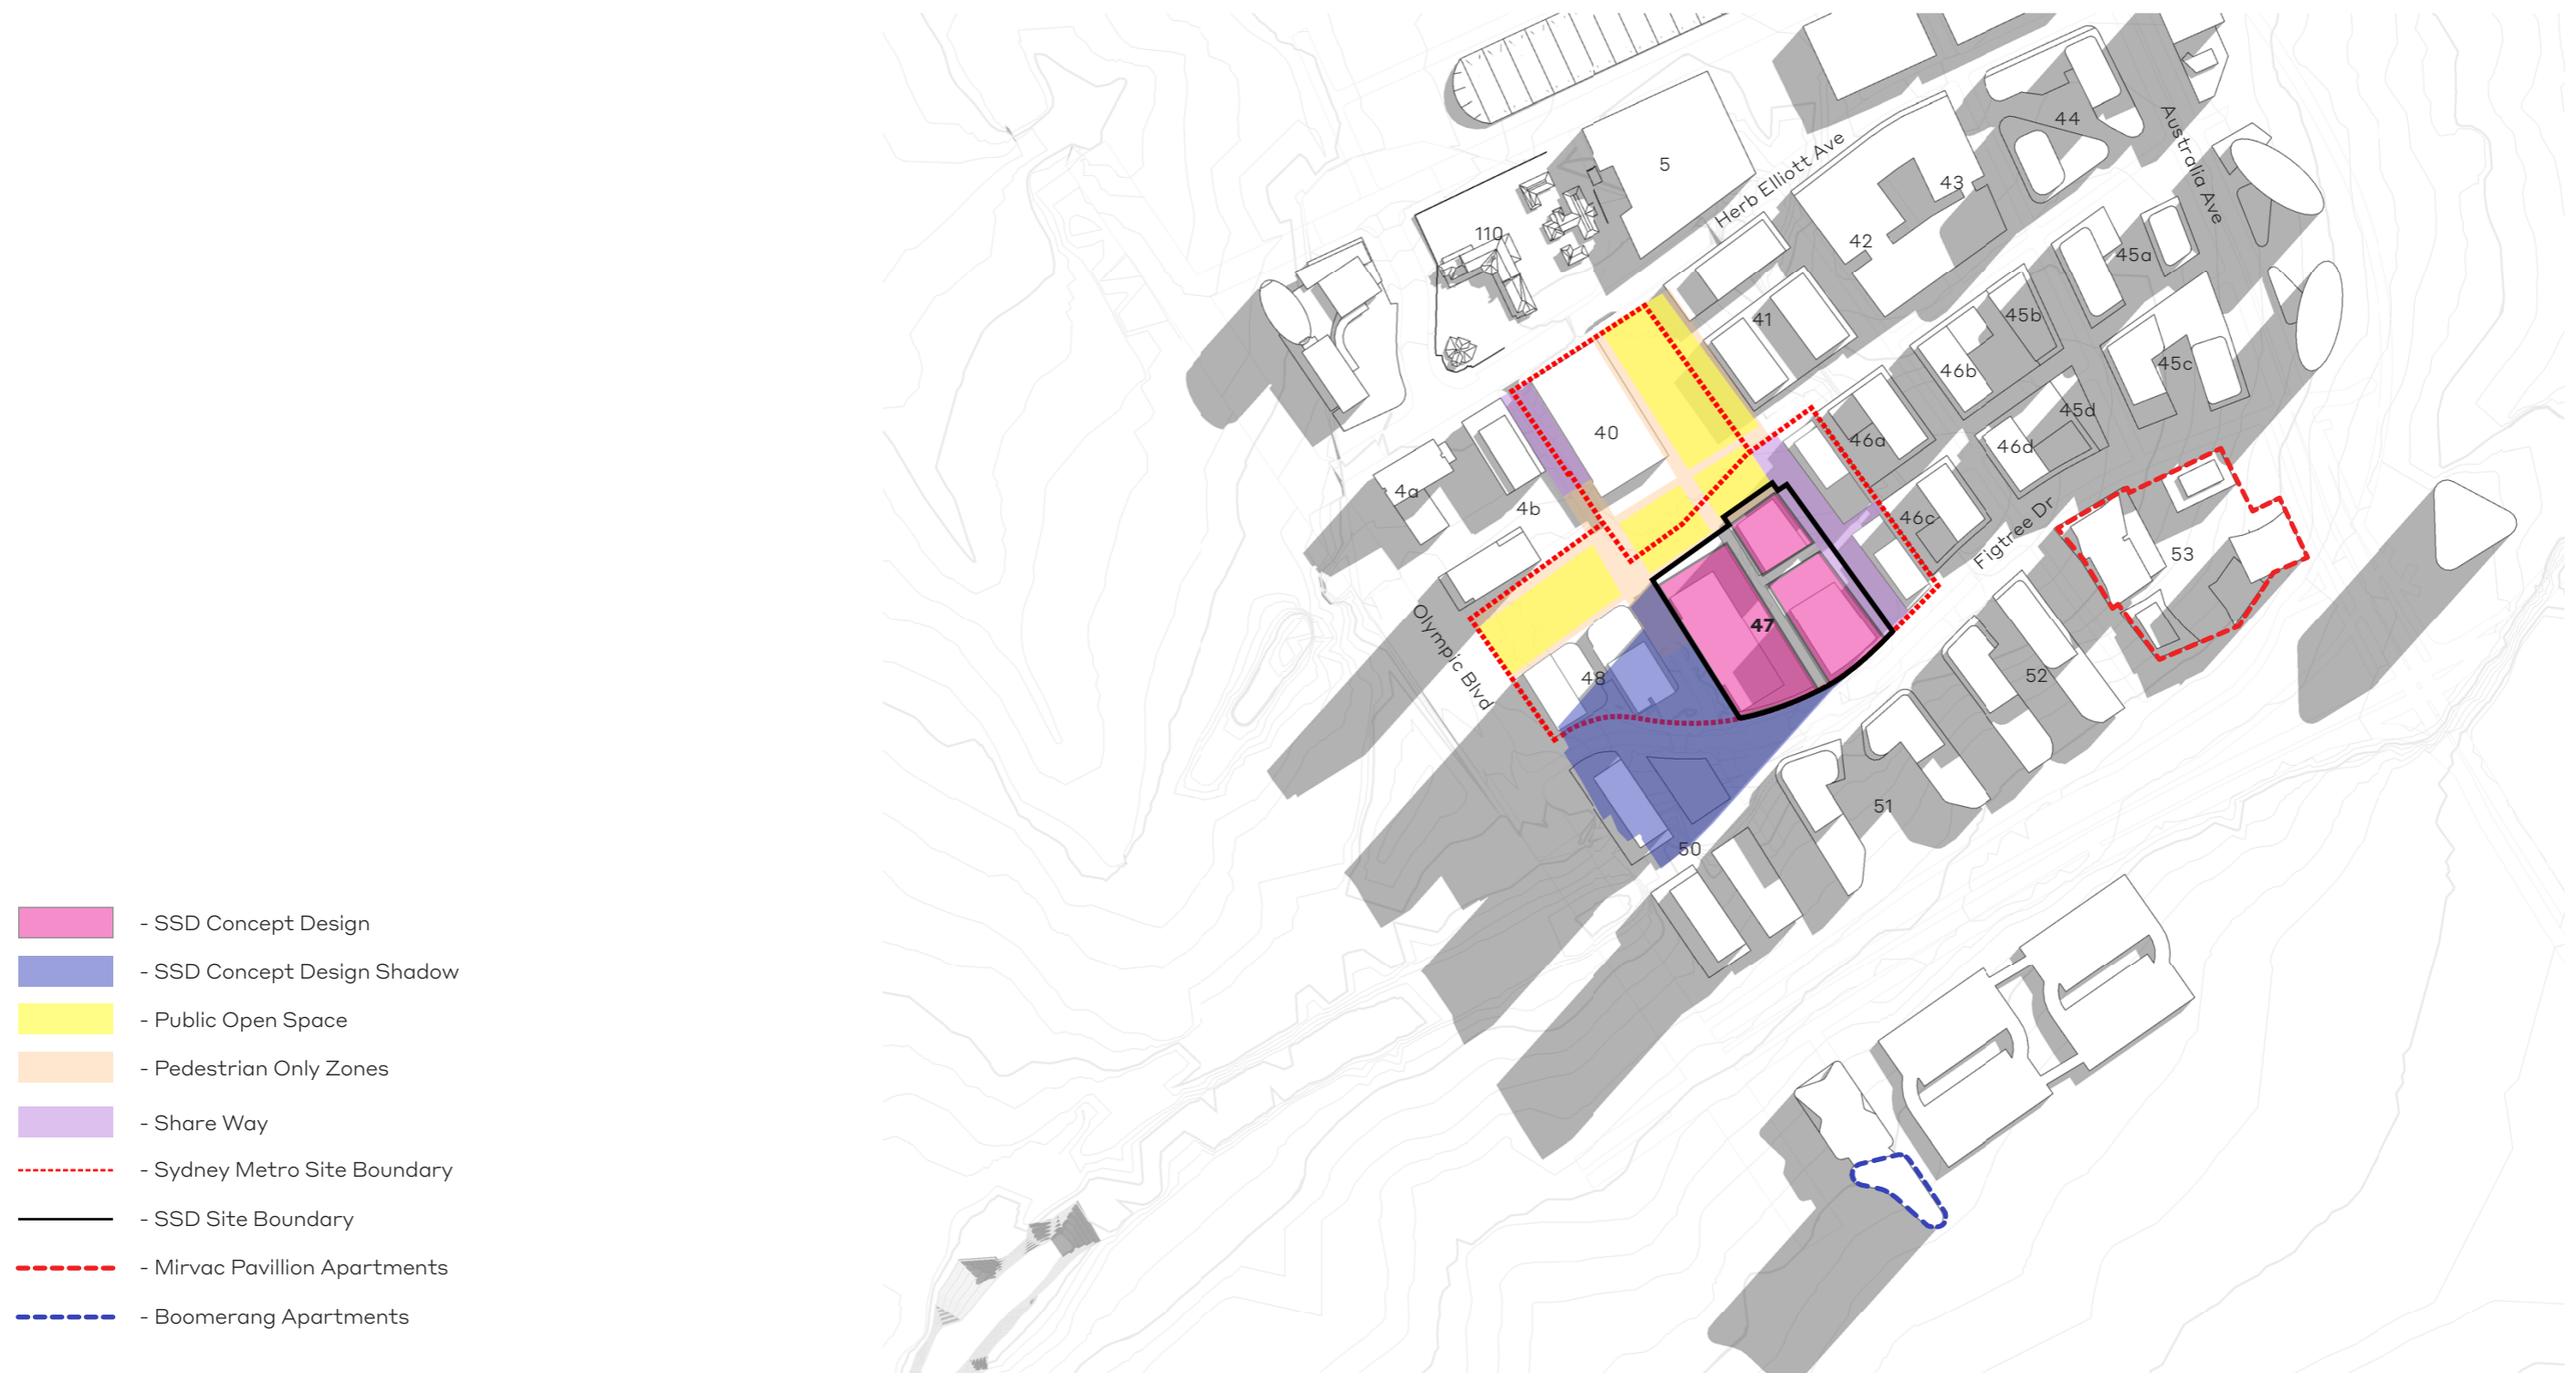 - SSD Concept Design
- SSD Concept Design Shadow
- Public Open Space
- Pedestrian Only Zones
- Share Way
- Sydney Metro Site Boundary
- SSD Site Boundary
- Mirvac Pavillion Apartments
- Boomerang Apartments
Herb Elliott Ave
Australia Ave
Figtree Dr
Olympic Blvd
5
44
43
42
110
45a
41
45b
46b
45c
45d
40
46a
46d
4a
4b
46c
53
47
48
52
51
50